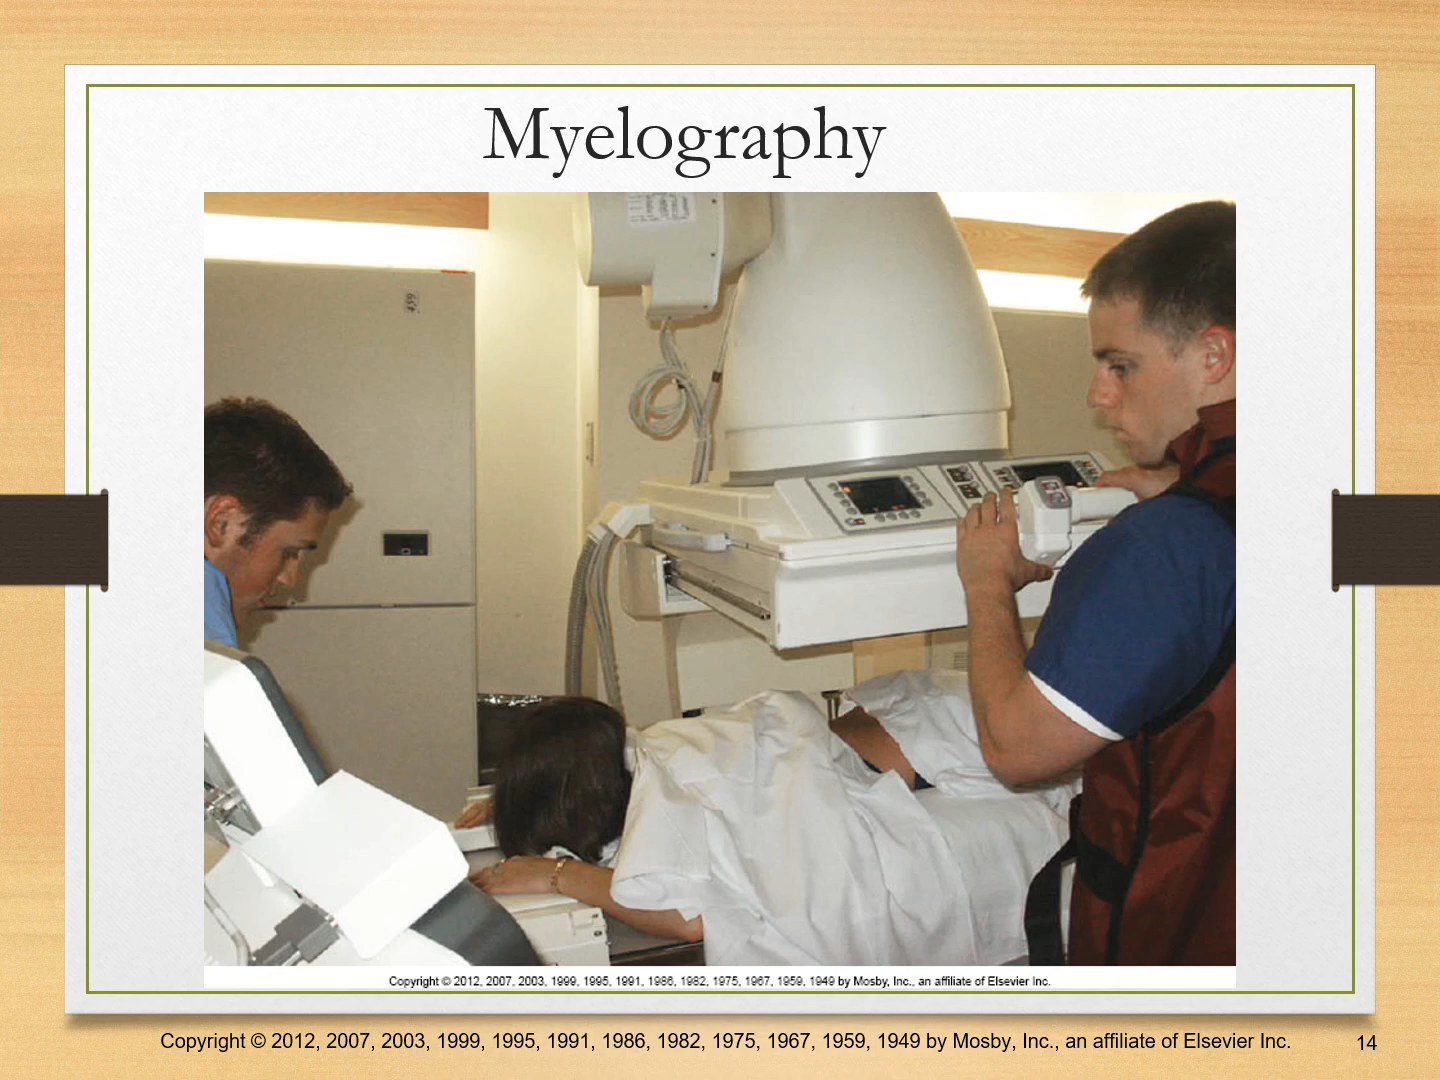 Myelography
Copyright © 2012, 2007, 2003, 1999, 1995, 1991, 1986, 1982, 1975, 1967, 1959, 1949 by Mosby, Inc., an affiliate of Elsevier Inc.
Copyright © 2012, 2007, 2003, 1999, 1995, 1991, 1986, 1982, 1975, 1967, 1959, 1949 by Mosby, Inc., an affiliate of Elsevier Inc.
14